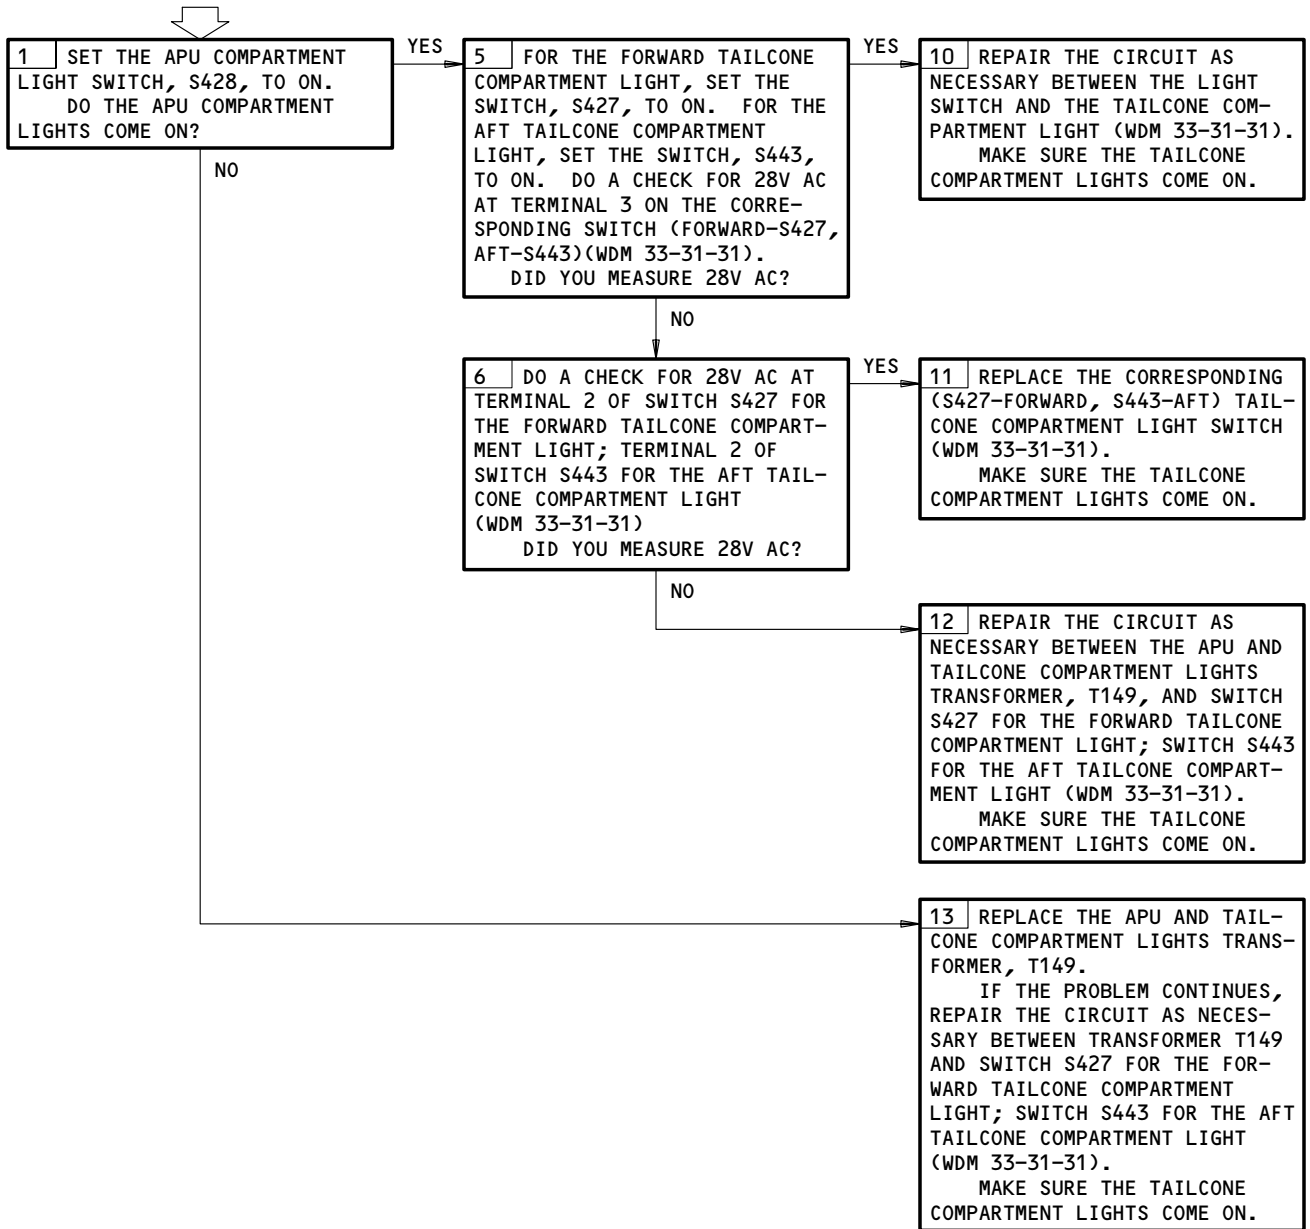 1 SET THE APU COMPARTMENT
LIGHT SWITCH, S428, TO ON.
DO THE APU COMPARTMENT
LIGHTS COME ON?
YES
NO
5 FOR THE FORWARD TAILCONE
COMPARTMENT LIGHT, SET THE
SWITCH, S427, TO ON. FOR THE
AFT TAILCONE COMPARTMENT
LIGHT, SET THE SWITCH, S443,
TO ON. DO A CHECK FOR 28V AC
AT TERMINAL 3 ON THE CORRE-
SPONDING SWITCH (FORWARD-S427,
AFT-S443)(WDM 33-31-31).
DID YOU MEASURE 28V AC?
YES
NO
10 REPAIR THE CIRCUIT AS
NECESSARY BETWEEN THE LIGHT
SWITCH AND THE TAILCONE COM-
PARTMENT LIGHT (WDM 33-31-31).
MAKE SURE THE TAILCONE
COMPARTMENT LIGHTS COME ON.
6 DO A CHECK FOR 28V AC AT
TERMINAL 2 OF SWITCH S427 FOR
THE FORWARD TAILCONE COMPART-
MENT LIGHT; TERMINAL 2 OF
SWITCH S443 FOR THE AFT TAIL-
CONE COMPARTMENT LIGHT
(WDM 33-31-31)
DID YOU MEASURE 28V AC?
YES
NO
11 REPLACE THE CORRESPONDING
(S427-FORWARD, S443-AFT) TAIL-
CONE COMPARTMENT LIGHT SWITCH
(WDM 33-31-31).
MAKE SURE THE TAILCONE
COMPARTMENT LIGHTS COME ON.
12 REPAIR THE CIRCUIT AS
NECESSARY BETWEEN THE APU AND
TAILCONE COMPARTMENT LIGHTS
TRANSFORMER, T149, AND SWITCH
S427 FOR THE FORWARD TAILCONE
COMPARTMENT LIGHT; SWITCH S443
FOR THE AFT TAILCONE COMPART-
MENT LIGHT (WDM 33-31-31).
MAKE SURE THE TAILCONE
COMPARTMENT LIGHTS COME ON.
13 REPLACE THE APU AND TAIL-
CONE COMPARTMENT LIGHTS TRANS-
FORMER, T149.
IF THE PROBLEM CONTINUES,
REPAIR THE CIRCUIT AS NECES-
SARY BETWEEN TRANSFORMER T149
AND SWITCH S427 FOR THE FOR-
WARD TAILCONE COMPARTMENT
LIGHT; SWITCH S443 FOR THE AFT
TAILCONE COMPARTMENT LIGHT
(WDM 33-31-31).
MAKE SURE THE TAILCONE
COMPARTMENT LIGHTS COME ON.